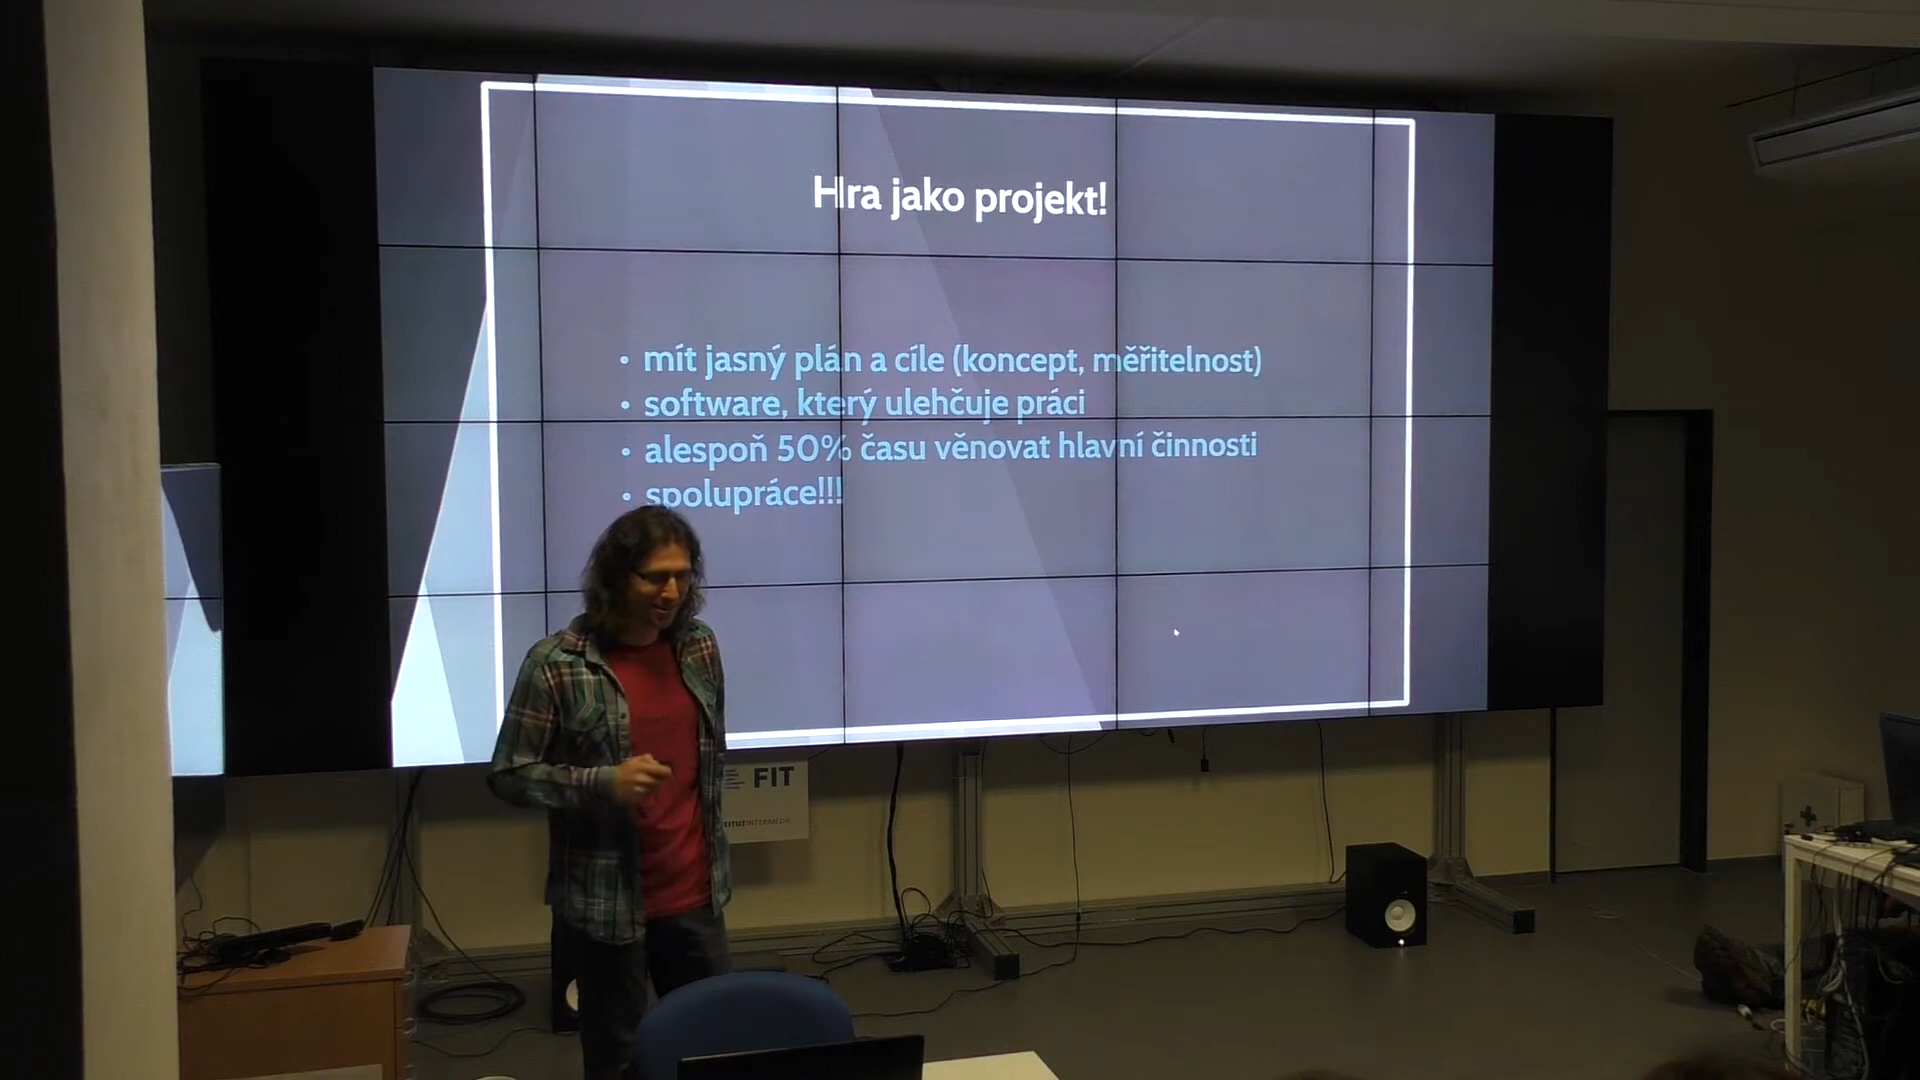 Hra jako projekt!
• mít jasný plán a cíle (koncept, měřitelnost)
• software, který ulehčuje práci
• alespoň 50% času věnovat hlavní činnosti
• spolupráce!!!
FIT
INTERMÉDIÍ